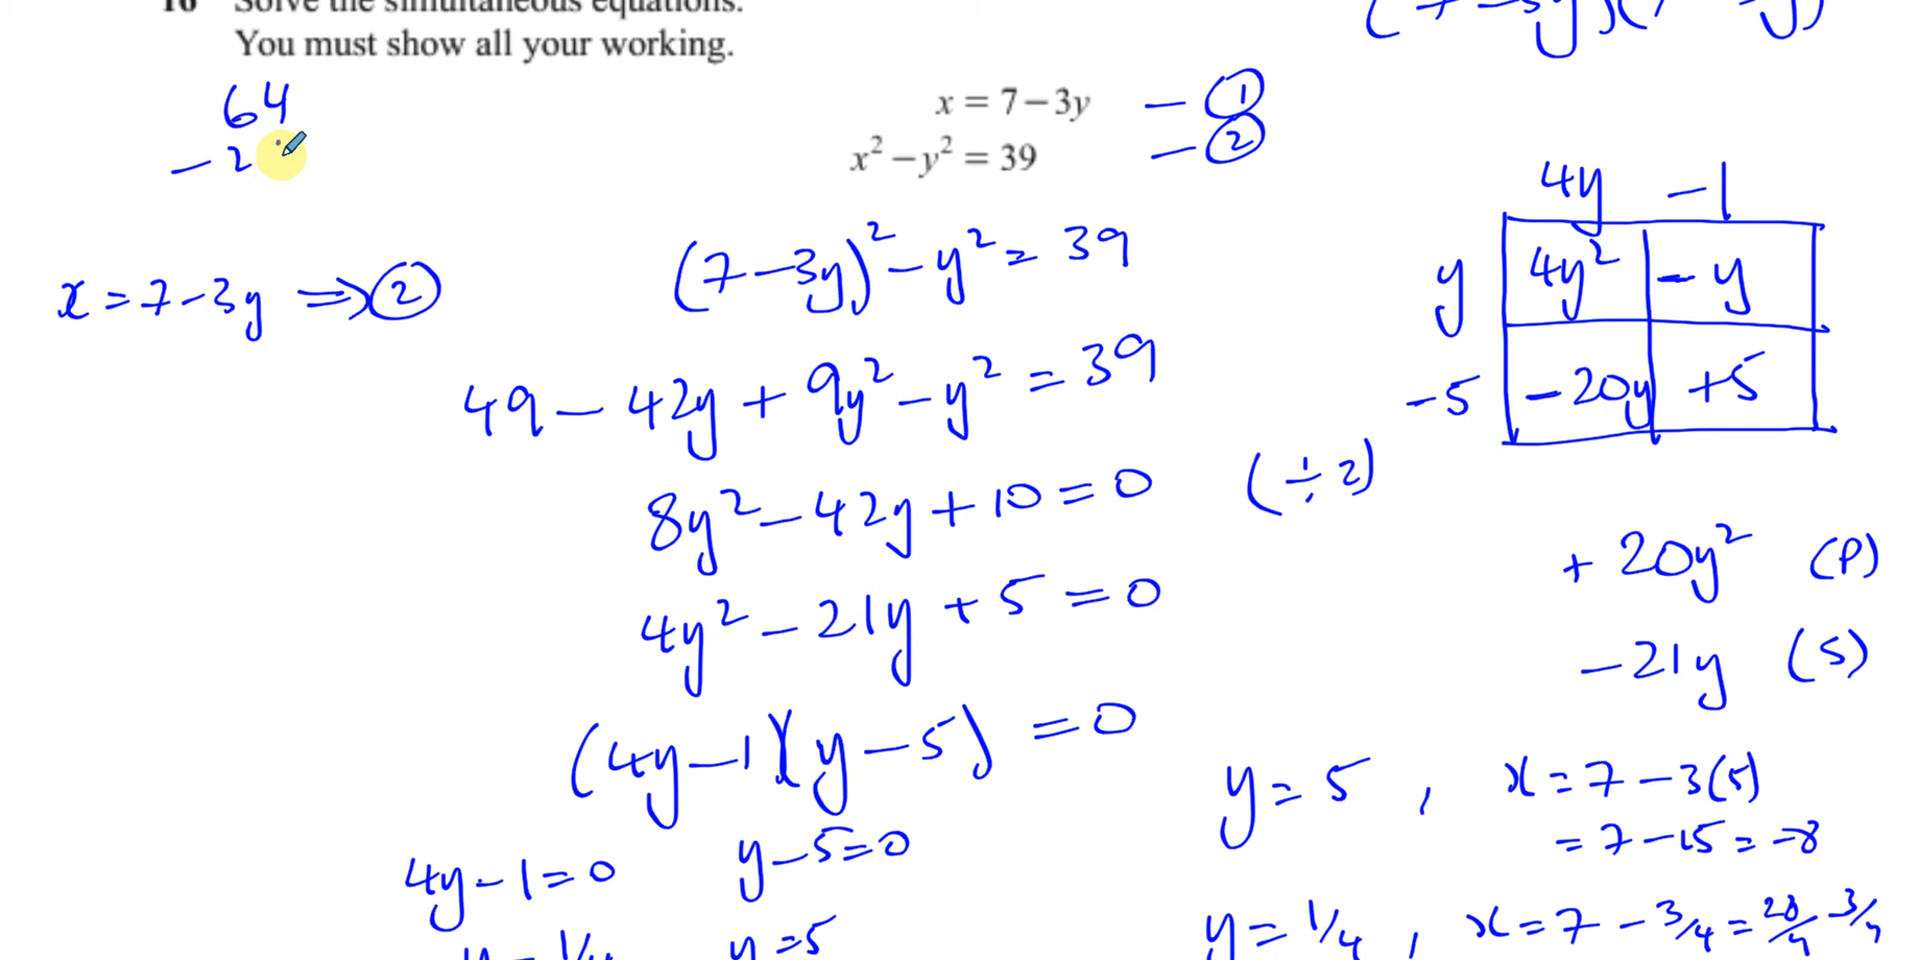 10 Solve the simultaneous equations.
You must show all your working.
64
- 2
x = 7 - 3y - ①
x² - y² = 39 - ②
x = 7 - 3y ⇒ ②
(7 - 3y)² - y² = 39
49 - 42y + 9y² - y² = 39
8y² - 42y + 10 = 0 (÷ 2)
4y² - 21y + 5 = 0
(4y - 1)(y - 5) = 0
4y - 1 = 0 y - 5 = 0
y = 1/4 y = 5
4y - 1
y 4y² - y
- 5 - 20y + 5
+ 20y² (P)
- 21y (S)
y = 5 , x = 7 - 3(5)
= 7 - 15 = -8
y = 1/4 , x = 7 - 3/4 = 28/4 - 3/4